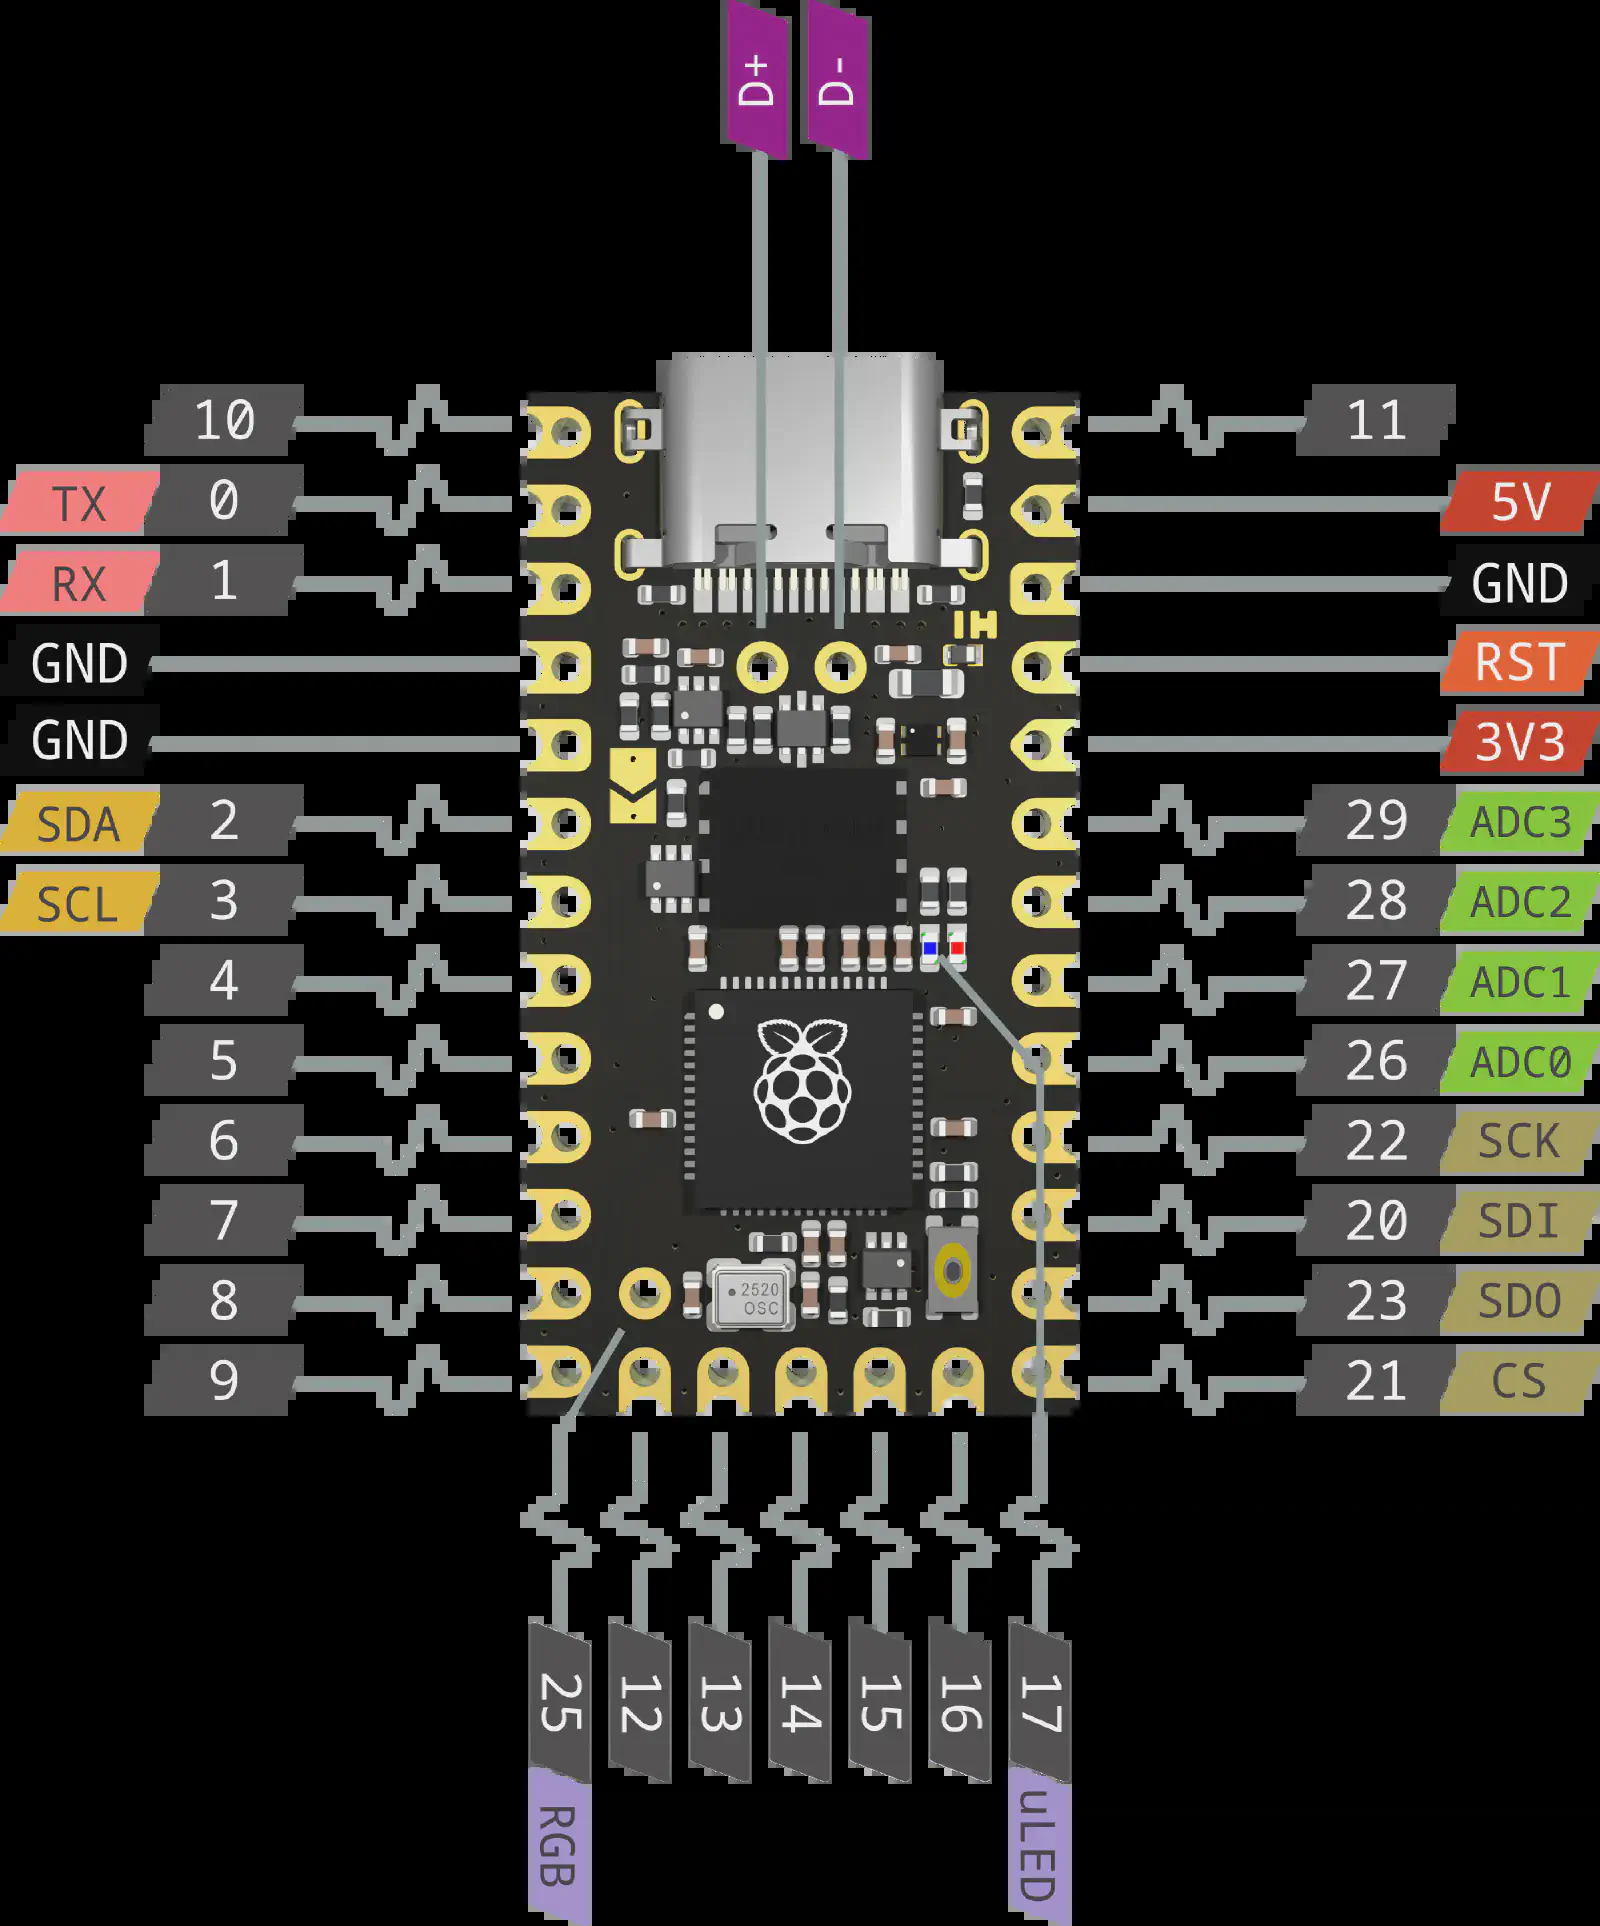 D+ D-
10 11
TX 0 5V
RX 1 GND
IH
GND RST
GND 3V3
SDA 2 29 ADC3
SCL 3 28 ADC2
4 27 ADC1
5 26 ADC0
6 22 SCK
7 20 SDI
8 23 SDO
2520
OSC
9 21 CS
25 12 13 14 15 16 17
RGB uLED